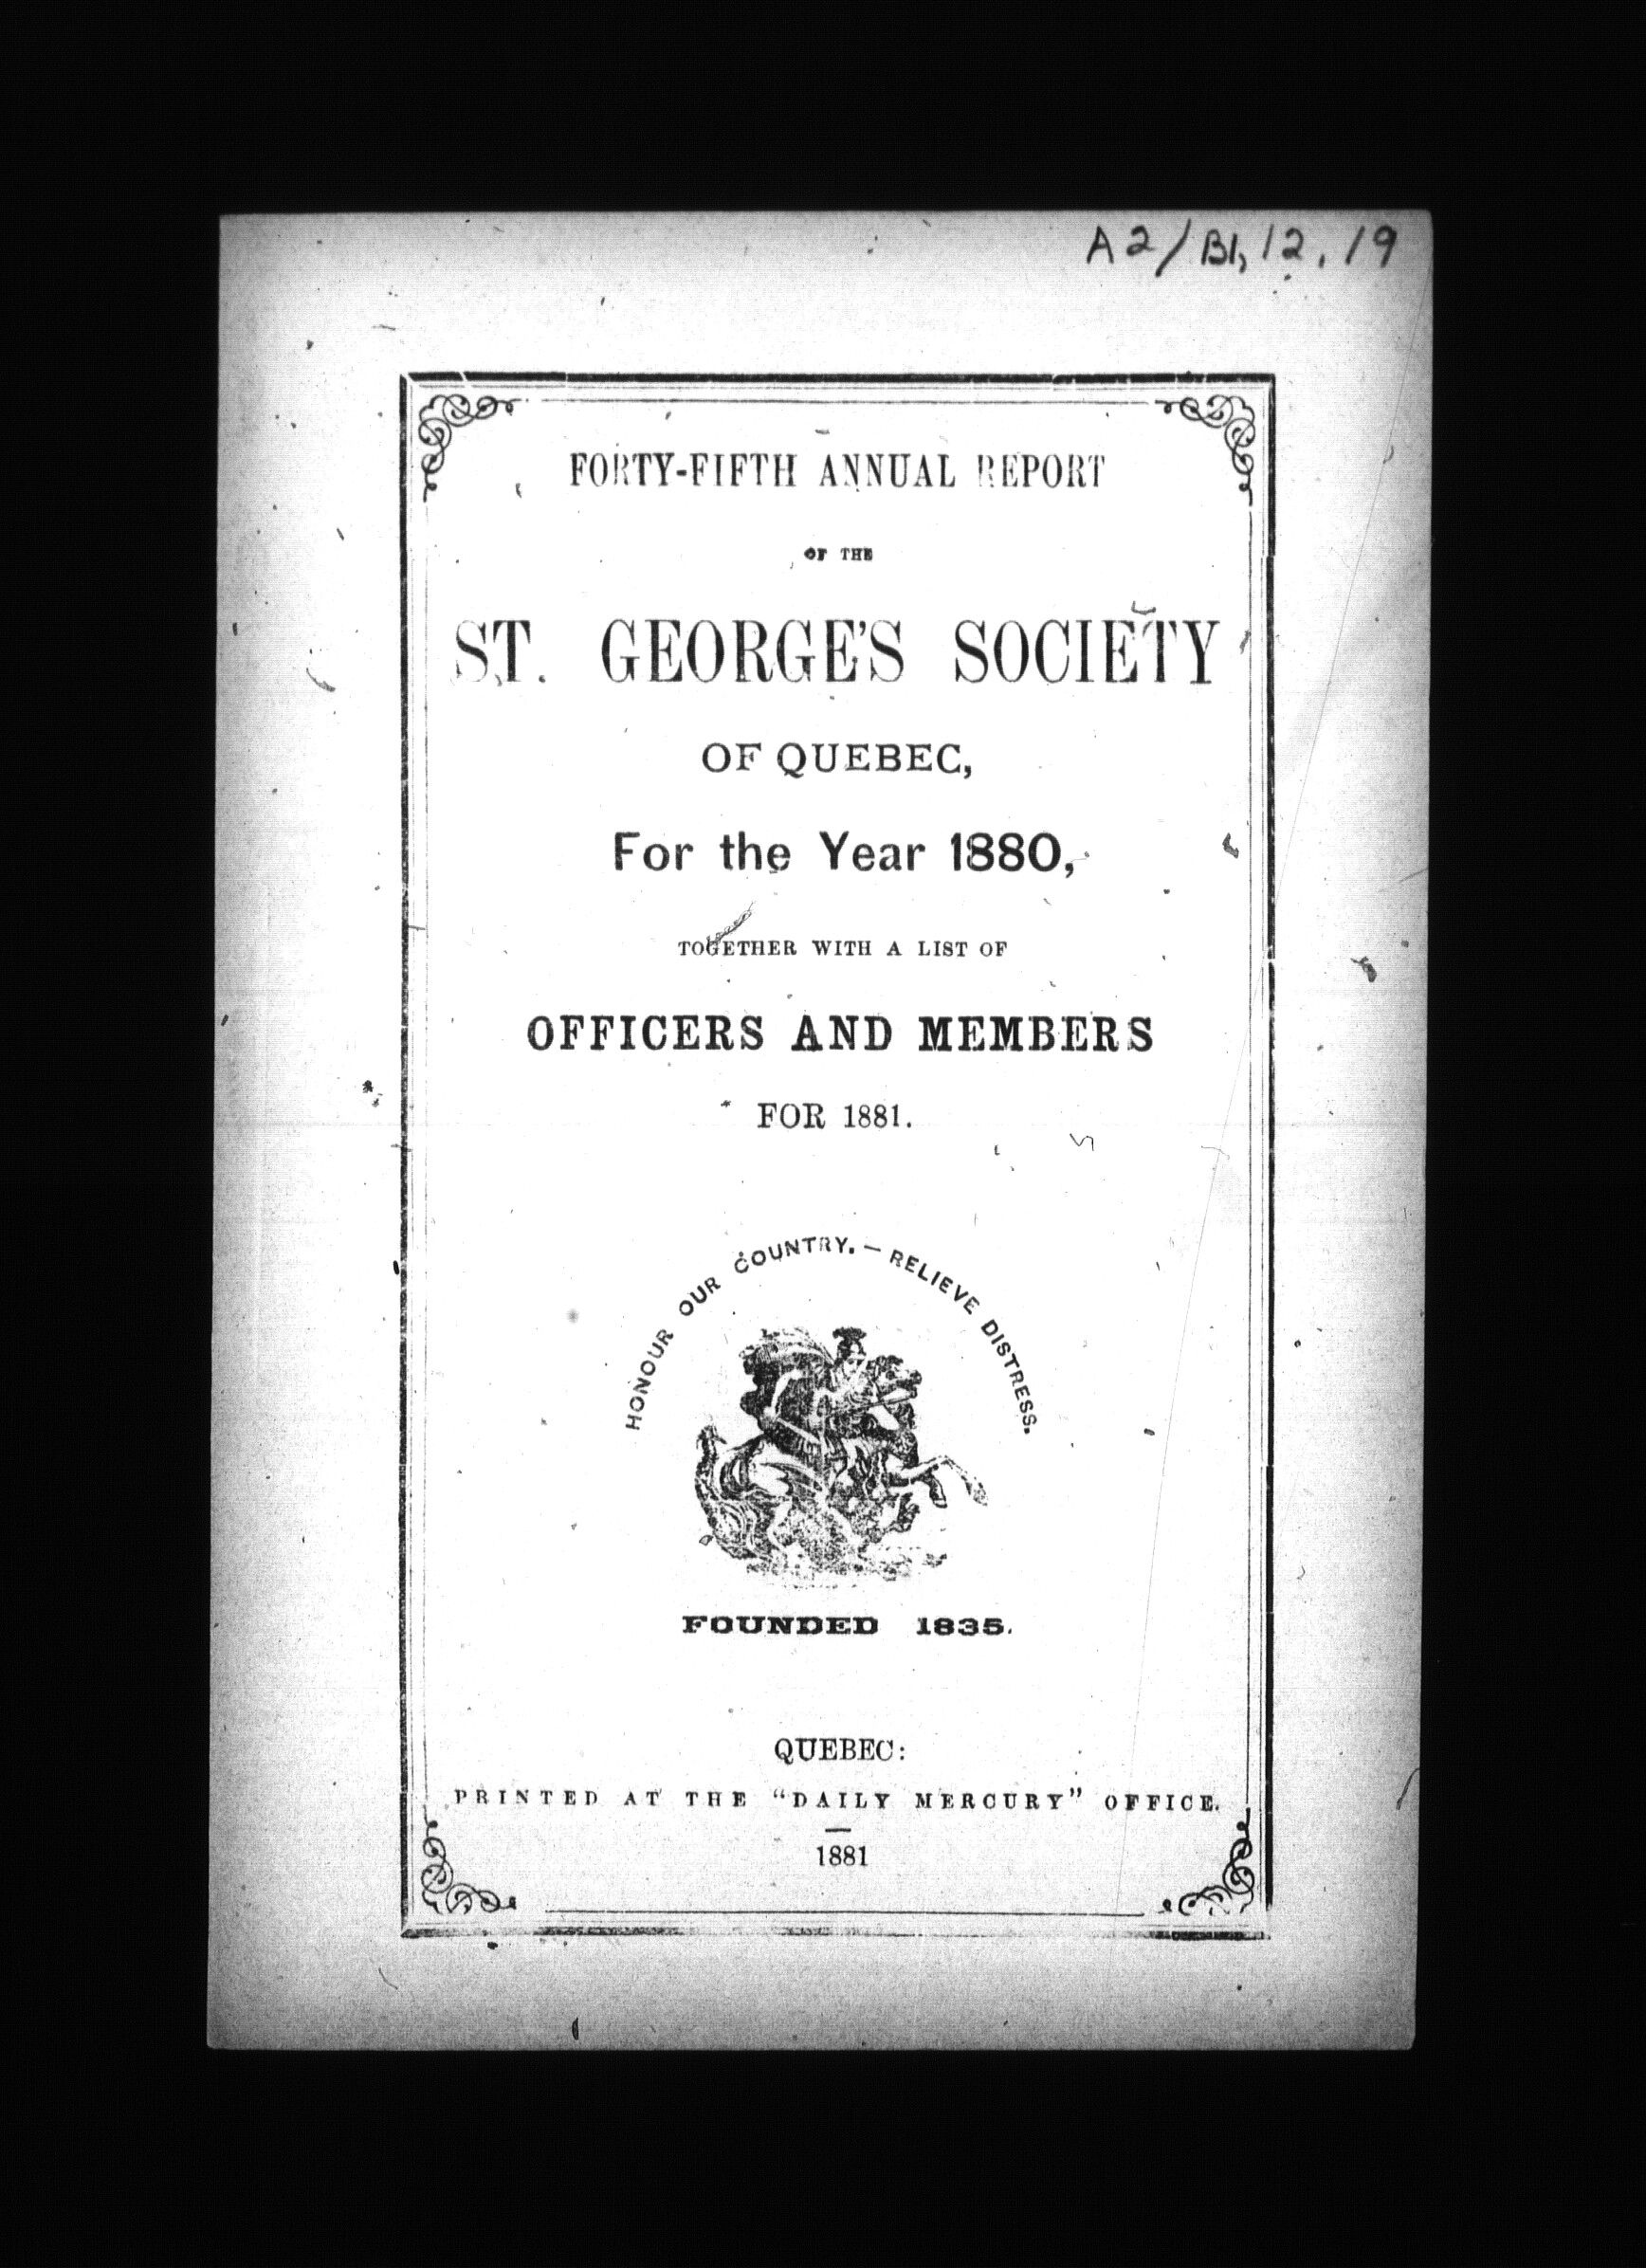 A2/B1,12,19
FORTY-FIFTH ANNUAL REPORT
OF THE
ST. GEORGE'S SOCIETY
OF QUEBEC,
For the Year 1880,
TOGETHER WITH A LIST OF
OFFICERS AND MEMBERS
FOR 1881.
HONOUR OUR COUNTRY. — RELIEVE DISTRESS.
FOUNDED 1835.
QUEBEC:
PRINTED AT THE "DAILY MERCURY" OFFICE.
1881